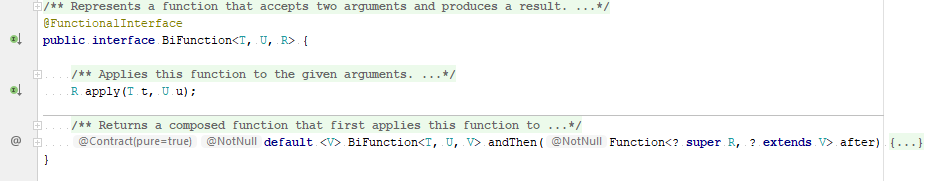 /** Represents a function that accepts two arguments and produces a result. ...*/
@FunctionalInterface
public interface BiFunction<T, U, R> {
/** Applies this function to the given arguments. ...*/
R apply(T t, U u);
/** Returns a composed function that first applies this function to ...*/
@ @Contract(pure=true) @NotNull default <V> BiFunction<T, U, V> andThen( @NotNull Function<? super R, ? extends V> after) {...}
}